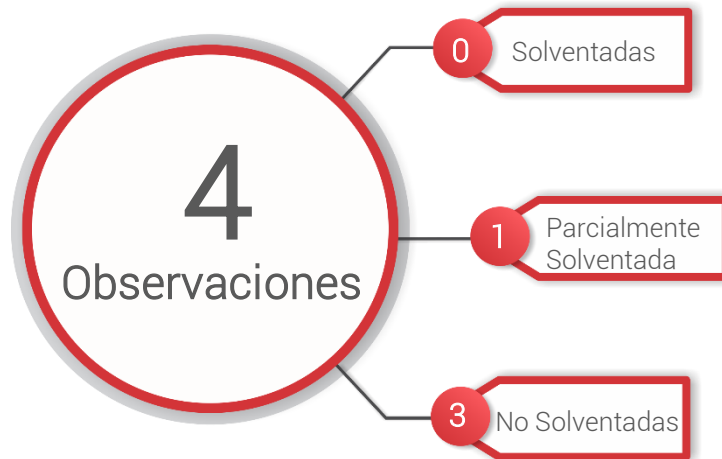 4
Observaciones
0
Solventadas
1
Parcialmente
Solventada
3
No Solventadas